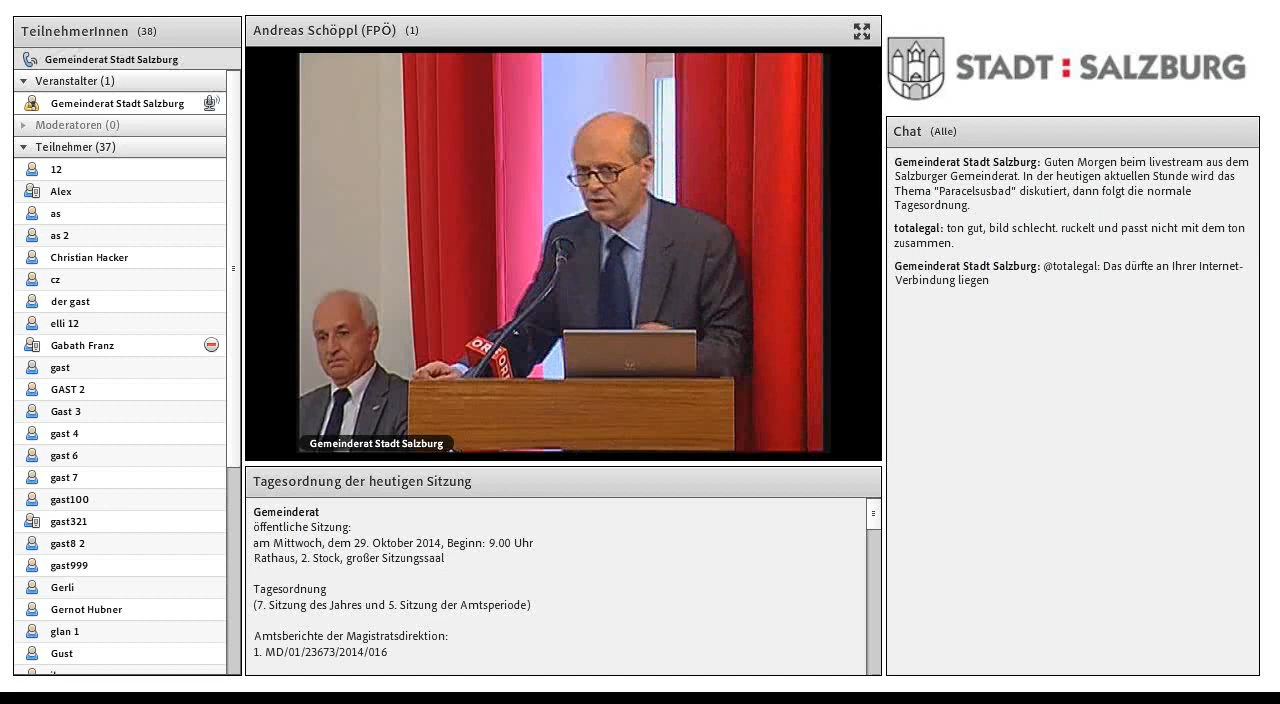 TeilnehmerInnen (38)
Gemeinderat Stadt Salzburg
Veranstalter (1)
Gemeinderat Stadt Salzburg
Moderatoren (0)
Teilnehmer (37)
12
Alex
as
as 2
Christian Hacker
cz
der gast
elli 12
Gabath Franz
gast
GAST 2
Gast 3
gast 4
gast 6
gast 7
gast100
gast321
gast8 2
gast999
Gerli
Gernot Hubner
glan 1
Gust
Andreas Schöppl (FPÖ) (1)
ORF
ORF
Gemeinderat Stadt Salzburg
Tagesordnung der heutigen Sitzung
Gemeinderat
öffentliche Sitzung:
am Mittwoch, dem 29. Oktober 2014, Beginn: 9.00 Uhr
Rathaus, 2. Stock, großer Sitzungssaal
Tagesordnung
(7. Sitzung des Jahres und 5. Sitzung der Amtsperiode)
Amtsberichte der Magistratsdirektion:
1. MD/01/23673/2014/016
STADT : SALZBURG
Chat (Alle)
Gemeinderat Stadt Salzburg: Guten Morgen beim livestream aus dem
Salzburger Gemeinderat. In der heutigen aktuellen Stunde wird das
Thema "Paracelsusbad" diskutiert, dann folgt die normale
Tagesordnung.
totalegal: ton gut, bild schlecht. ruckelt und passt nicht mit dem ton
zusammen.
Gemeinderat Stadt Salzburg: @totalegal: Das dürfte an Ihrer Internet-
Verbindung liegen